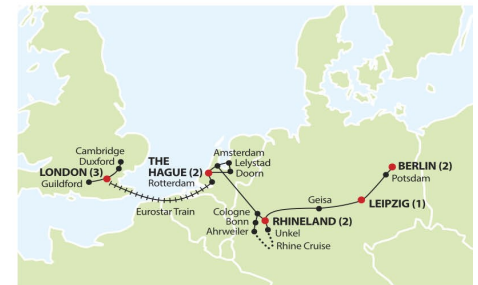 Cambridge
Duxford
LONDON (3)
Guildford
Eurostar Train
THE
HAGUE (2)
Rotterdam
Amsterdam
Lelystad
Doorn
Cologne
Bonn
Ahrweiler
RHINELAND (2)
Unkel
Rhine Cruise
Geisa
LEIPZIG (1)
BERLIN (2)
Potsdam